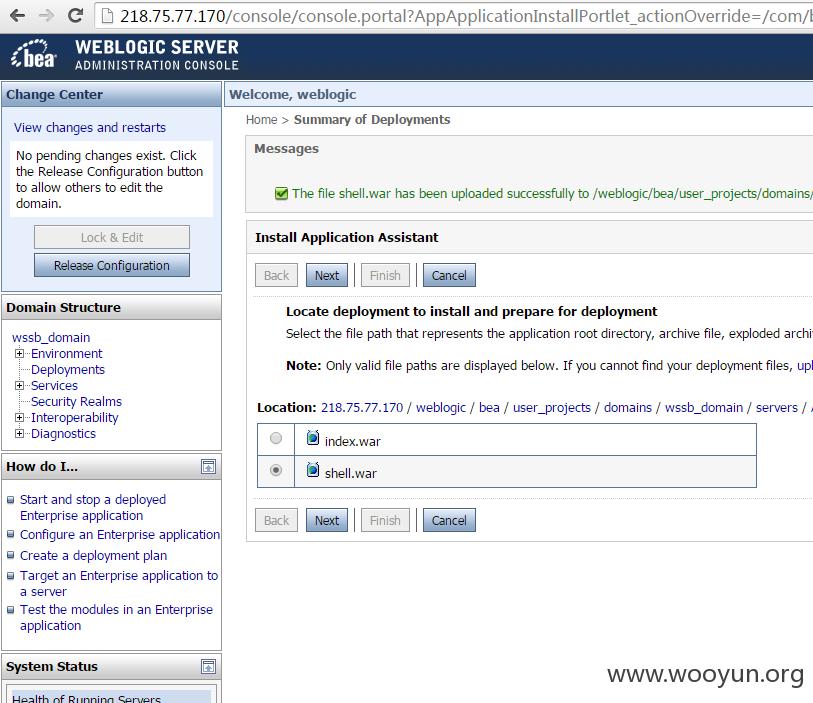 218.75.77.170/console/console.portal?AppApplicationInstallPortlet_actionOverride=/com/b
bea
WEBLOGIC SERVER
ADMINISTRATION CONSOLE
Change Center
View changes and restarts
No pending changes exist. Click
the Release Configuration button
to allow others to edit the
domain.
Lock & Edit
Release Configuration
Domain Structure
wssb_domain
Environment
Deployments
Services
Security Realms
Interoperability
Diagnostics
How do I...
Start and stop a deployed
Enterprise application
Configure an Enterprise application
Create a deployment plan
Target an Enterprise application to
a server
Test the modules in an Enterprise
application
System Status
Health of Running Servers
Welcome, weblogic
Home > Summary of Deployments
Messages
The file shell.war has been uploaded successfully to /weblogic/bea/user_projects/domains/
Install Application Assistant
Back Next Finish Cancel
Locate deployment to install and prepare for deployment
Select the file path that represents the application root directory, archive file, exploded archi
Note: Only valid file paths are displayed below. If you cannot find your deployment files, upl
Location: 218.75.77.170 / weblogic / bea / user_projects / domains / wssb_domain / servers /
index.war
shell.war
Back Next Finish Cancel
www.wooyun.org